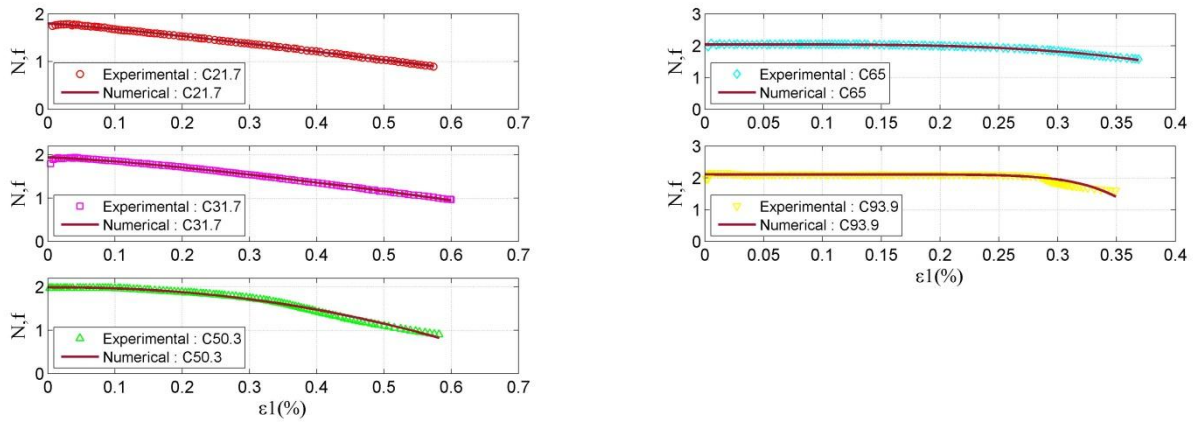 N,f
2
1
0
Experimental : C21.7
Numerical : C21.7
0 0.1 0.2 0.3 0.4 0.5 0.6 0.7
N,f
2
1
0
Experimental : C31.7
Numerical : C31.7
0 0.1 0.2 0.3 0.4 0.5 0.6 0.7
N,f
2
1
0
Experimental : C50.3
Numerical : C50.3
0 0.1 0.2 0.3 0.4 0.5 0.6 0.7
ε1(%)
N,f
3
2
1
0
Experimental : C65
Numerical : C65
0 0.05 0.1 0.15 0.2 0.25 0.3 0.35 0.4
N,f
3
2
1
0
Experimental : C93.9
Numerical : C93.9
0 0.05 0.1 0.15 0.2 0.25 0.3 0.35 0.4
ε1(%)